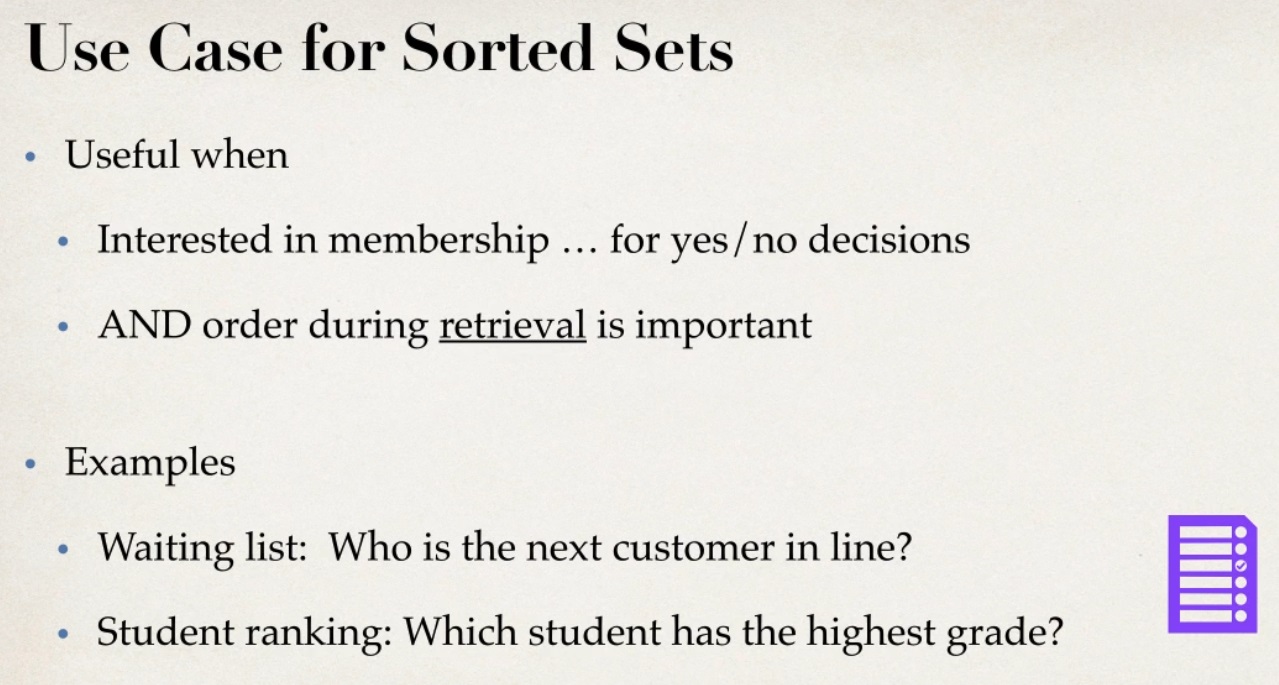 Use Case for Sorted Sets
• Useful when
• Interested in membership … for yes/no decisions
• AND order during retrieval is important
• Examples
• Waiting list:  Who is the next customer in line?
• Student ranking: Which student has the highest grade?